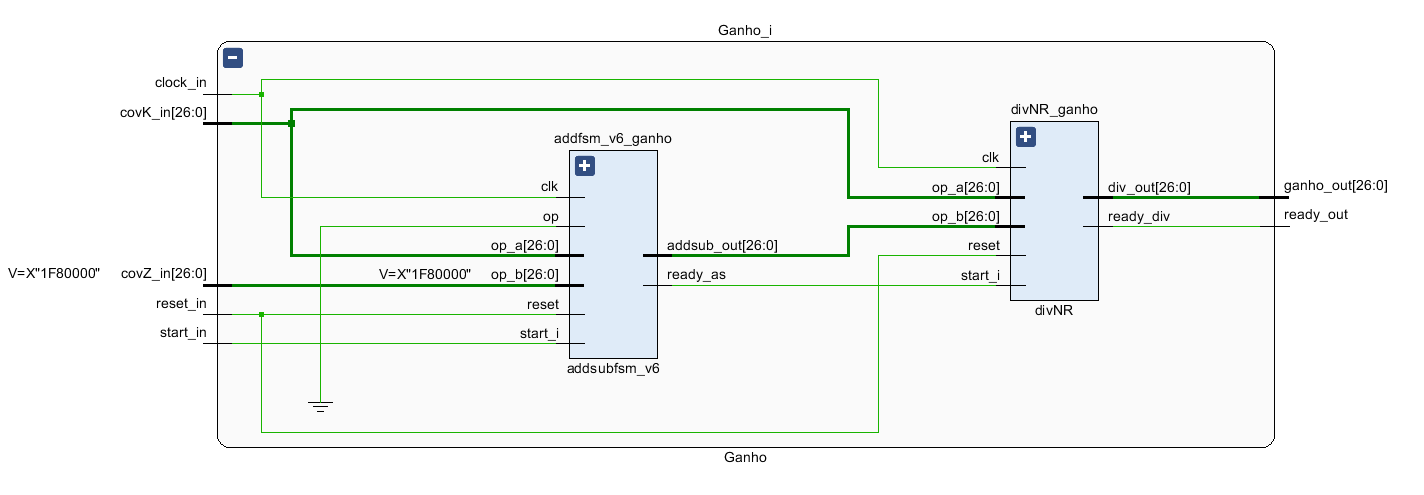 Ganho_i
clock_in
covK_in[26:0]
divNR_ganho
addfsm_v6_ganho
clk
clk
op_a[26:0]
div_out[26:0]
ganho_out[26:0]
op
op_b[26:0]
ready_div
ready_out
op_a[26:0]
addsub_out[26:0]
reset
V=X"1F80000"
covZ_in[26:0]
V=X"1F80000"
op_b[26:0]
ready_as
start_i
reset_in
reset
divNR
start_in
start_i
addsubfsm_v6
Ganho